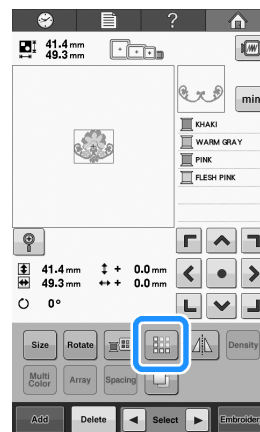 ?
41.4 mm
49.3 mm
min
KHAKI
WARM GRAY
PINK
FLESH PINK
41.4 mm + 0.0 mm
49.3 mm + 0.0 mm
0°
Size Rotate Density
Multi Color Array Spacing
Add Delete Select Embroider